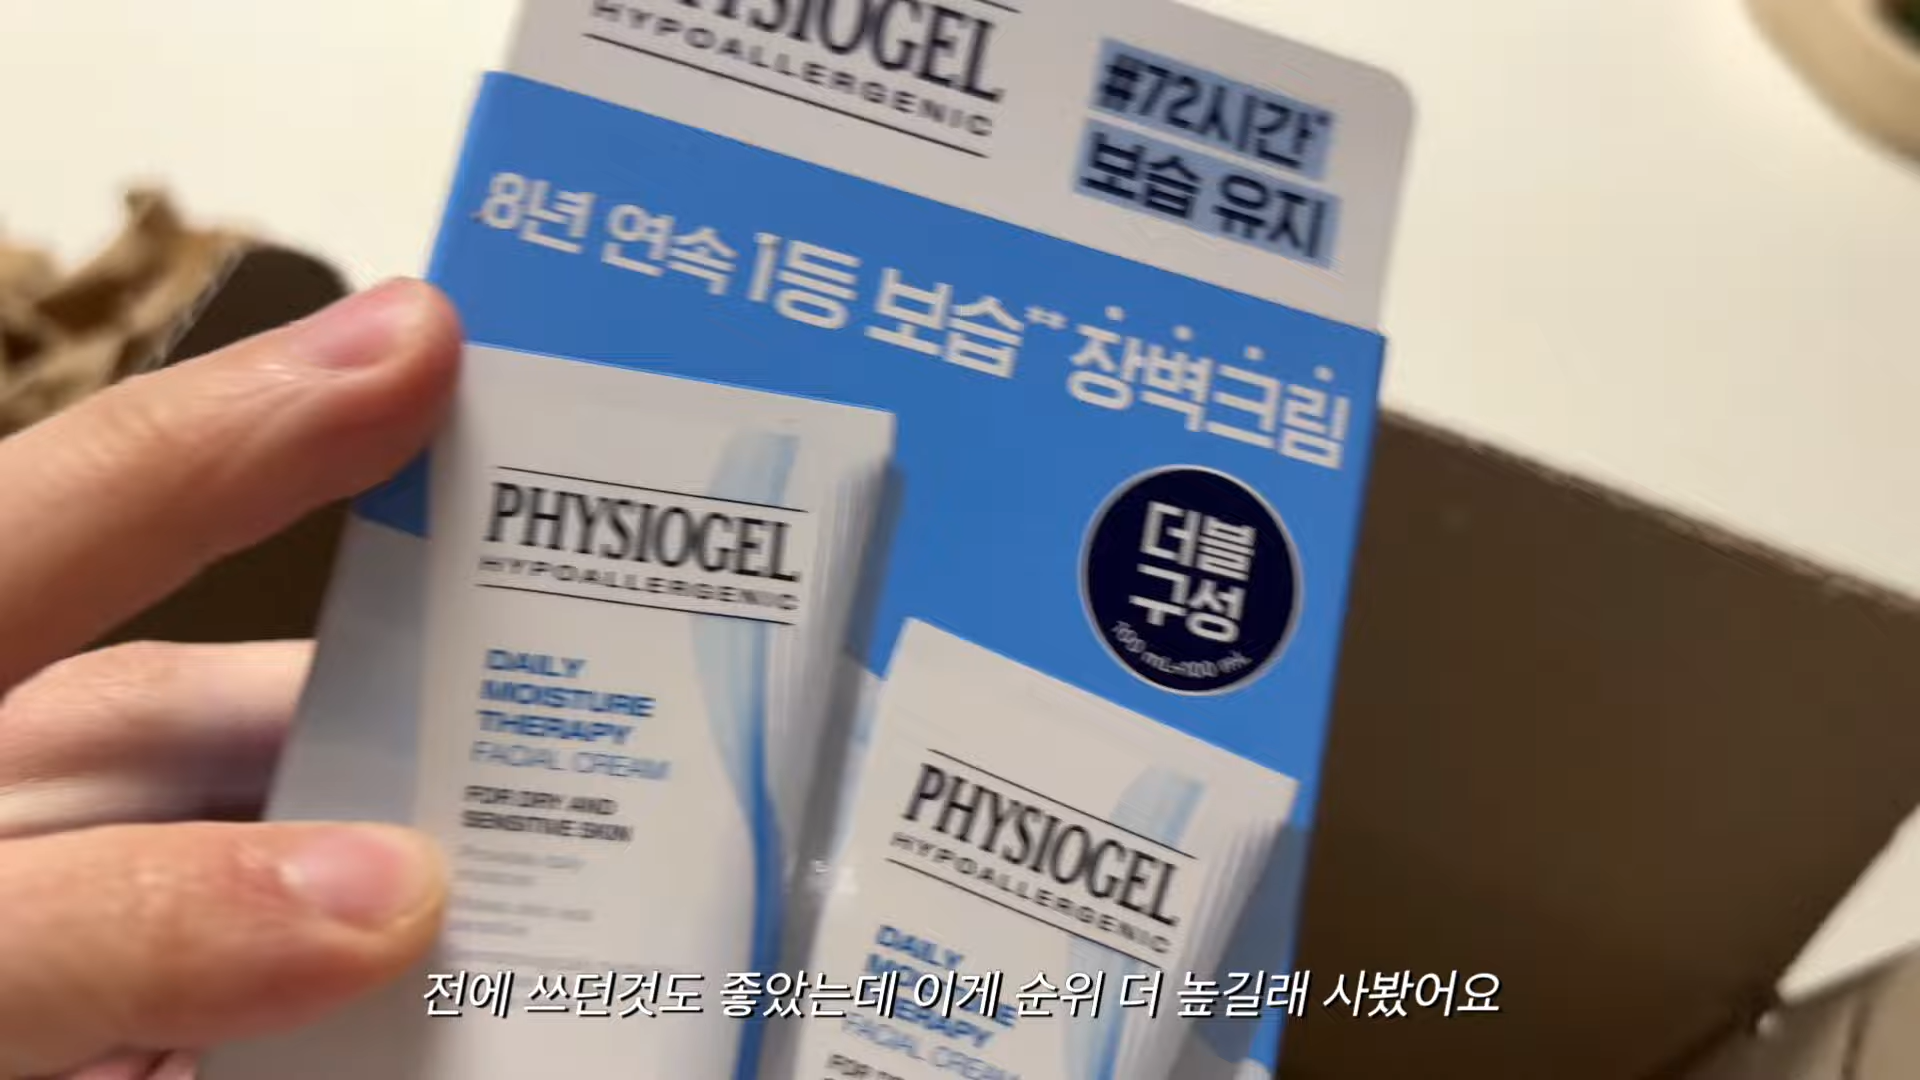 PHYSIOGEL
HYPOALLERGENIC
#72시간*
보습 유지
8년 연속 1등 보습** 장벽크림
더블
구성
PHYSIOGEL
HYPOALLERGENIC
DAILY
MOISTURE
THERAPY
FACIAL CREAM
FOR DRY AND
SENSITIVE SKIN
PHYSIOGEL
HYPOALLERGENIC
DAILY
THERAPY
FACIAL CREAM
전에 쓰던것도 좋았는데 이게 순위 더 높길래 사봤어요